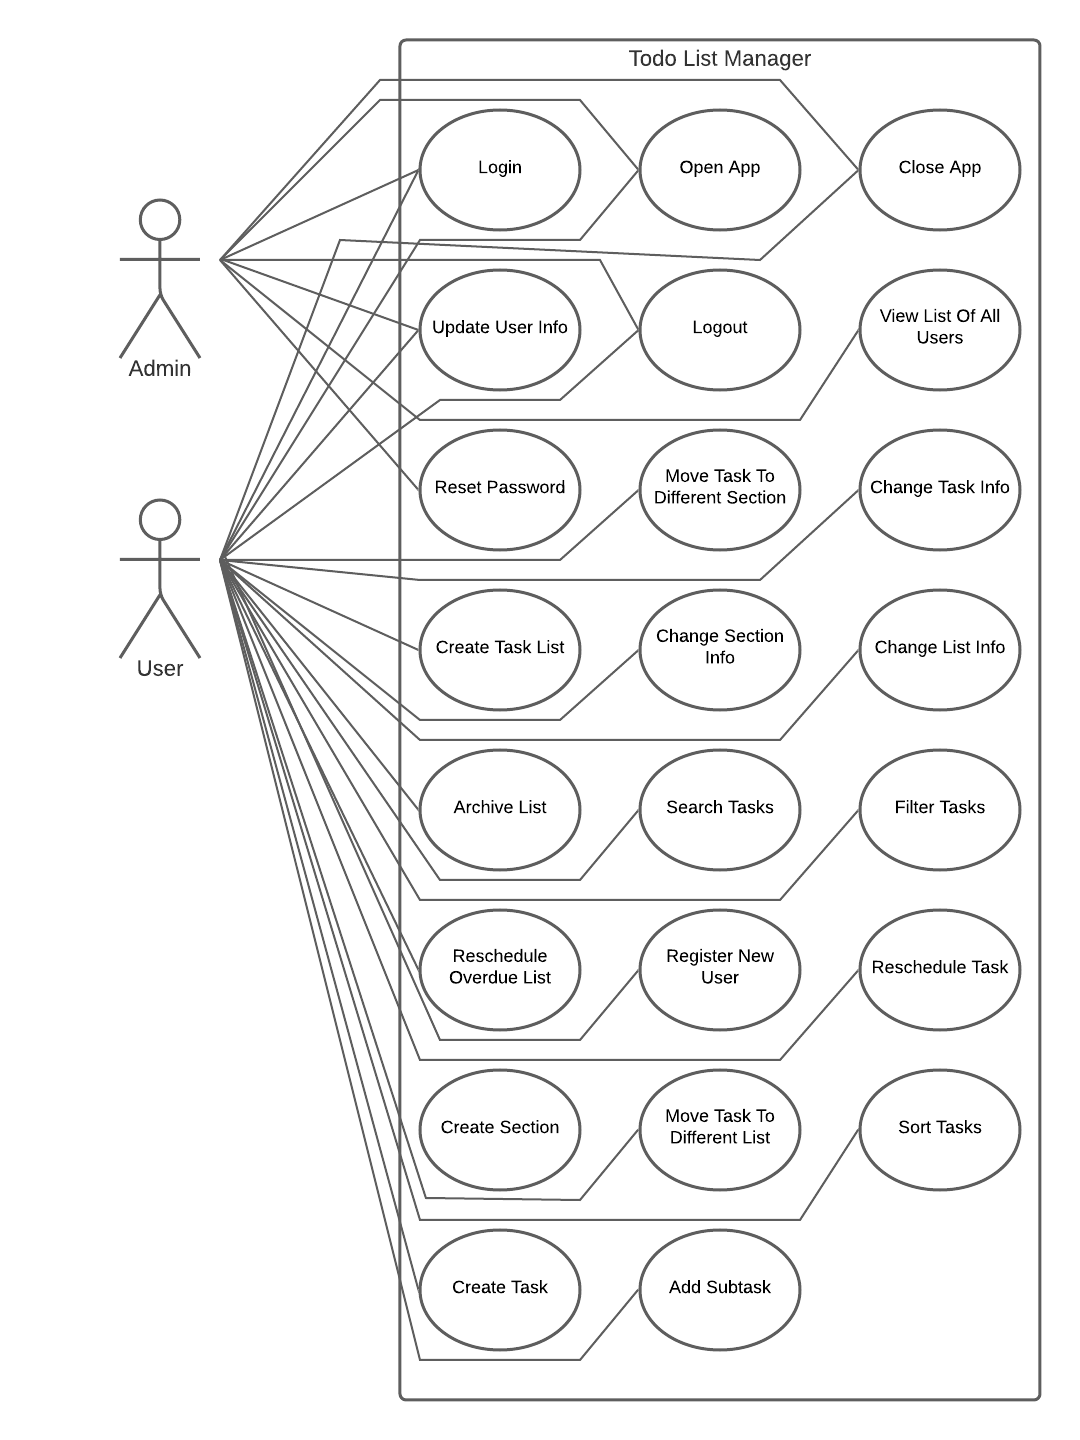 Todo List Manager
Login
Open App
Close App
Admin
Update User Info
Logout
View List Of All
Users
Reset Password
Move Task To
Different Section
Change Task Info
User
Create Task List
Change Section
Info
Change List Info
Archive List
Search Tasks
Filter Tasks
Reschedule
Overdue List
Register New
User
Reschedule Task
Create Section
Move Task To
Different List
Sort Tasks
Create Task
Add Subtask